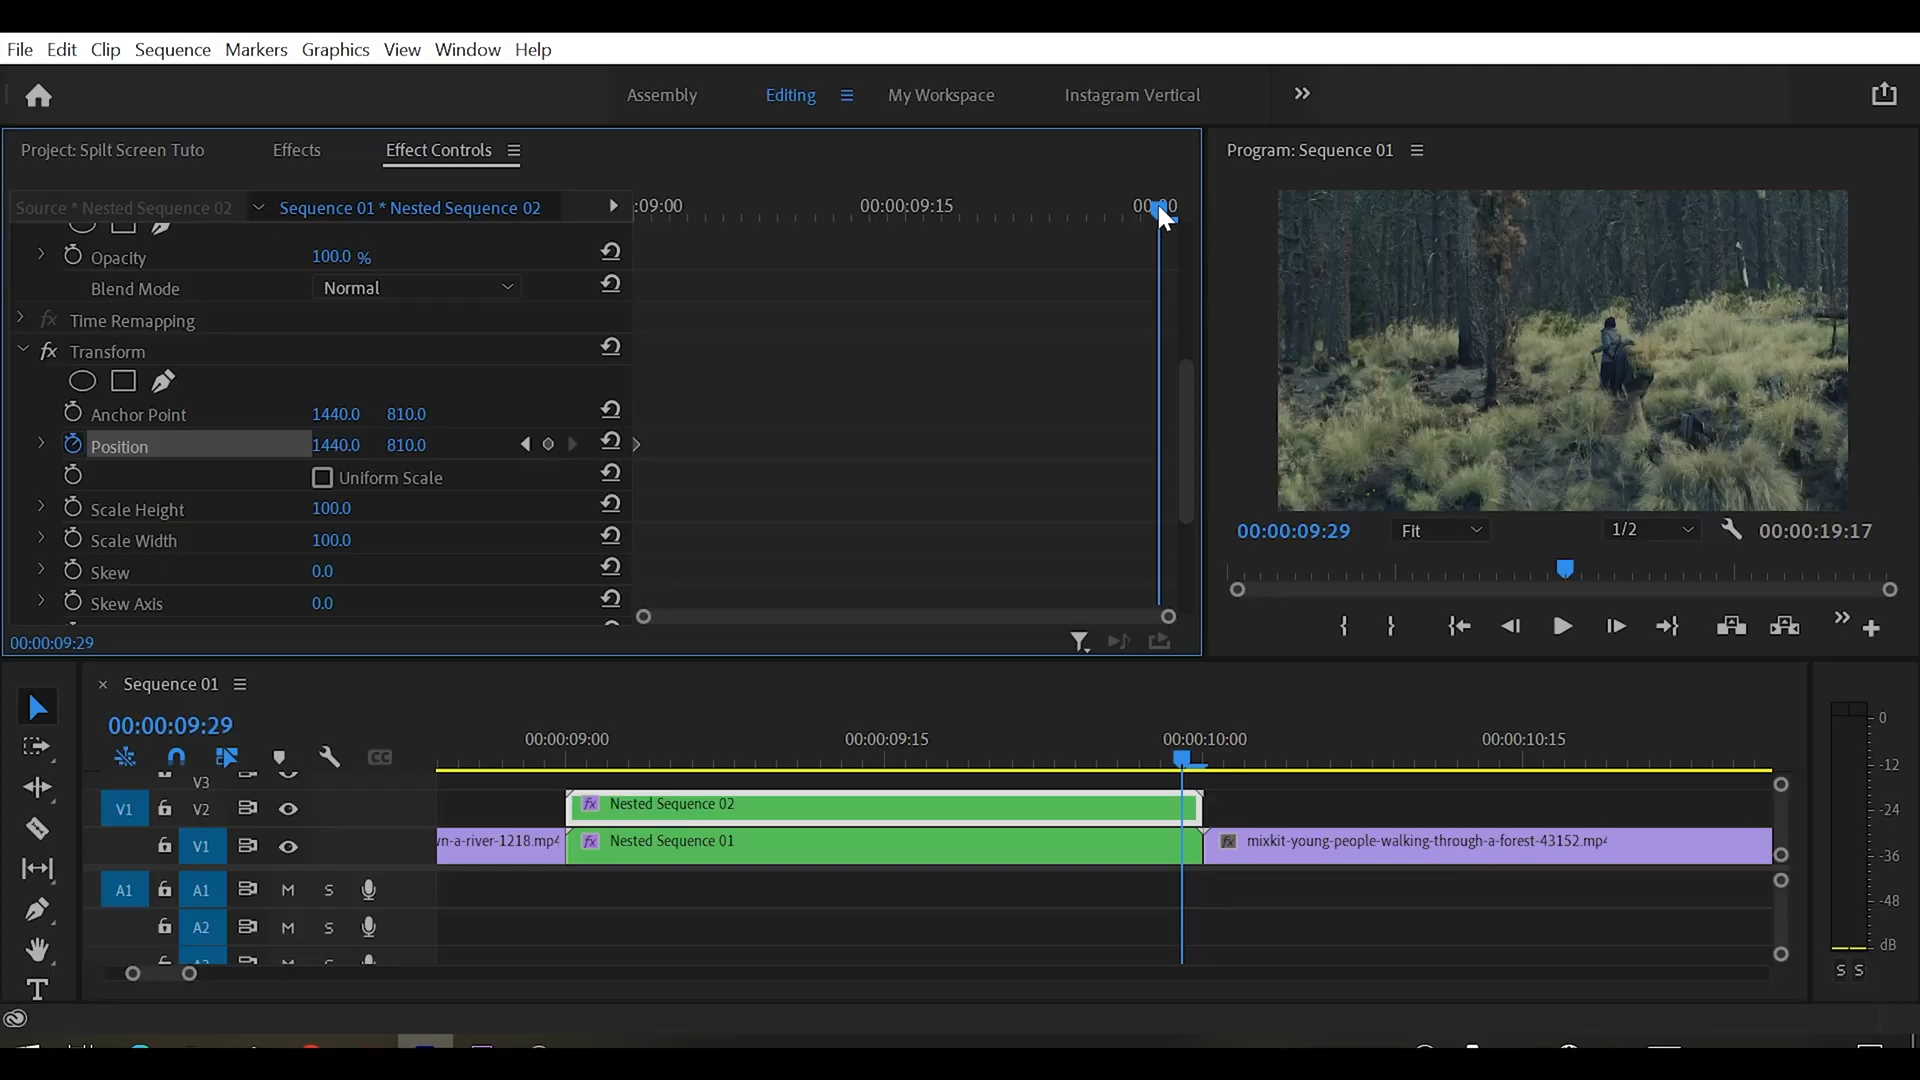 File Edit Clip Sequence Markers Graphics View Window Help
Assembly Editing My Workspace Instagram Vertical
Project: Spilt Screen Tuto Effects Effect Controls
Program: Sequence 01
Source * Nested Sequence 02 Sequence 01 * Nested Sequence 02
:09:00 00:00:09:15
Opacity 100.0 %
Blend Mode Normal
fx Time Remapping
fx Transform
Anchor Point 1440.0 810.0
Position 1440.0 810.0
Uniform Scale
Scale Height 100.0
Scale Width 100.0
Skew 0.0
Skew Axis 0.0
00:00:09:29
00:00:09:29 Fit 1/2 00:00:19:17
× Sequence 01
00:00:09:29
00:00:09:00 00:00:09:15 00:00:10:00 00:00:10:15
CC
V3
V1 V2 fx Nested Sequence 02
V1 vn-a-river-1218.mp4 fx Nested Sequence 01 fx mixkit-young-people-walking-through-a-forest-43152.mp4
A1 A1 M S
A2 M S
0
-12
-24
-36
-48
dB
S S